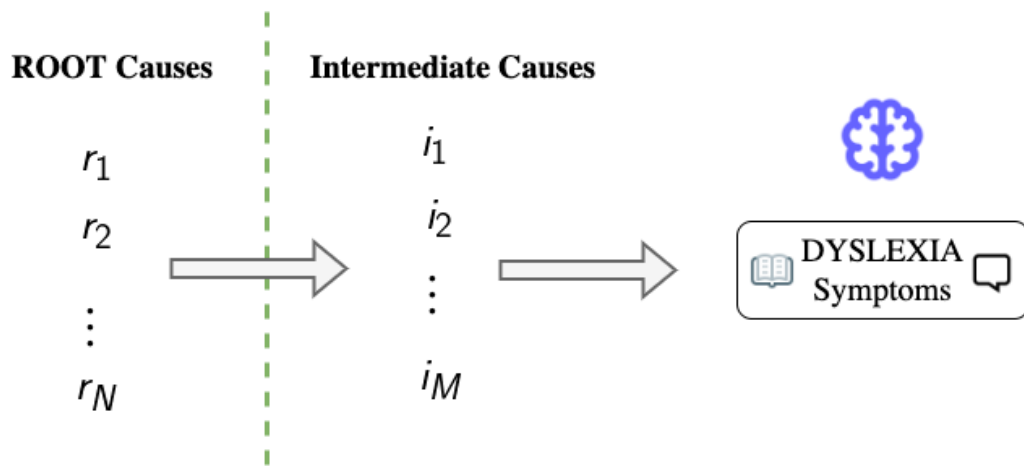 ROOT Causes
r1
r2
⋮
rN
Intermediate Causes
i1
i2
⋮
iM
DYSLEXIA
Symptoms